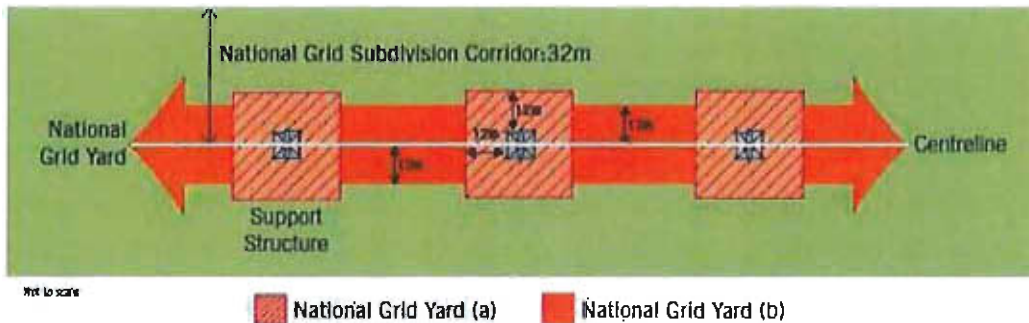 National Grid Subdivision Corridor:32m
12m
12m
12m
12m
National
Grid Yard
Centreline
Support
Structure
Not to scale
National Grid Yard (a)
National Grid Yard (b)